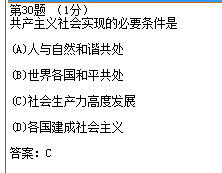 第30题 （1分）
共产主义社会实现的必要条件是
(A)人与自然和谐共处
(B)世界各国和平共处
(C)社会生产力高度发展
(D)各国建成社会主义
答案：C